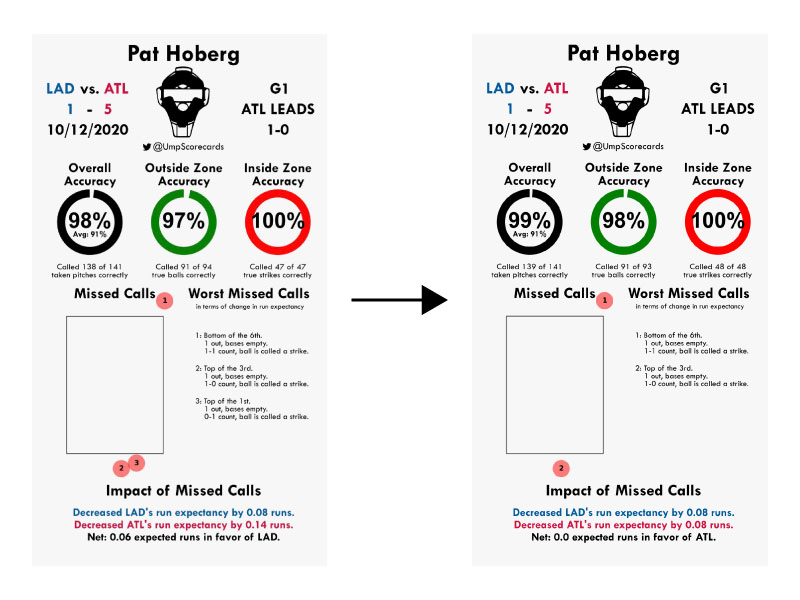 Pat Hoberg
LAD vs. ATL
1 - 5
10/12/2020
G1
ATL LEADS
1-0
@UmpScorecards
Overall Accuracy
98%
Avg: 91%
Called 138 of 141
taken pitches correctly
Outside Zone Accuracy
97%
Called 91 of 94
true balls correctly
Inside Zone Accuracy
100%
Called 47 of 47
true strikes correctly
Missed Calls
1
2
3
Worst Missed Calls
in terms of change in run expectancy
1: Bottom of the 6th.
1 out, bases empty.
1-1 count, ball is called a strike.
2: Top of the 3rd.
1 out, bases empty.
1-0 count, ball is called a strike.
3: Top of the 1st.
1 out, bases empty.
0-1 count, ball is called a strike.
Impact of Missed Calls
Decreased LAD's run expectancy by 0.08 runs.
Decreased ATL's run expectancy by 0.14 runs.
Net: 0.06 expected runs in favor of LAD.
Pat Hoberg
LAD vs. ATL
1 - 5
10/12/2020
G1
ATL LEADS
1-0
@UmpScorecards
Overall Accuracy
99%
Avg: 91%
Called 139 of 141
taken pitches correctly
Outside Zone Accuracy
98%
Called 91 of 93
true balls correctly
Inside Zone Accuracy
100%
Called 48 of 48
true strikes correctly
Missed Calls
1
2
Worst Missed Calls
in terms of change in run expectancy
1: Bottom of the 6th.
1 out, bases empty.
1-1 count, ball is called a strike.
2: Top of the 3rd.
1 out, bases empty.
1-0 count, ball is called a strike.
Impact of Missed Calls
Decreased LAD's run expectancy by 0.08 runs.
Decreased ATL's run expectancy by 0.08 runs.
Net: 0.0 expected runs in favor of ATL.